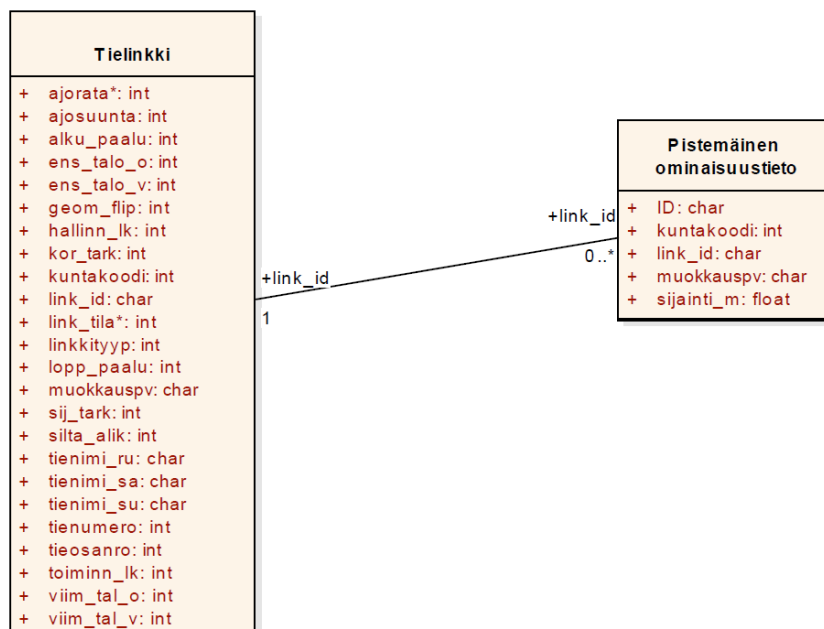 Tielinkki
+ ajorata*: int
+ ajosuunta: int
+ alku_paalu: int
+ ens_talo_o: int
+ ens_talo_v: int
+ geom_flip: int
+ hallinn_lk: int
+ kor_tark: int
+ kuntakoodi: int
+ link_id: char
+ link_tila*: int
+ linkkityyp: int
+ lopp_paalu: int
+ muokkauspv: char
+ sij_tark: int
+ silta_alik: int
+ tienimi_ru: char
+ tienimi_sa: char
+ tienimi_su: char
+ tienumero: int
+ tieosanro: int
+ toiminn_lk: int
+ viim_tal_o: int
+ viim_tal_v: int
+link_id
1
+link_id
0..*
Pistemäinen
ominaisuustieto
+ ID: char
+ kuntakoodi: int
+ link_id: char
+ muokkauspv: char
+ sijainti_m: float